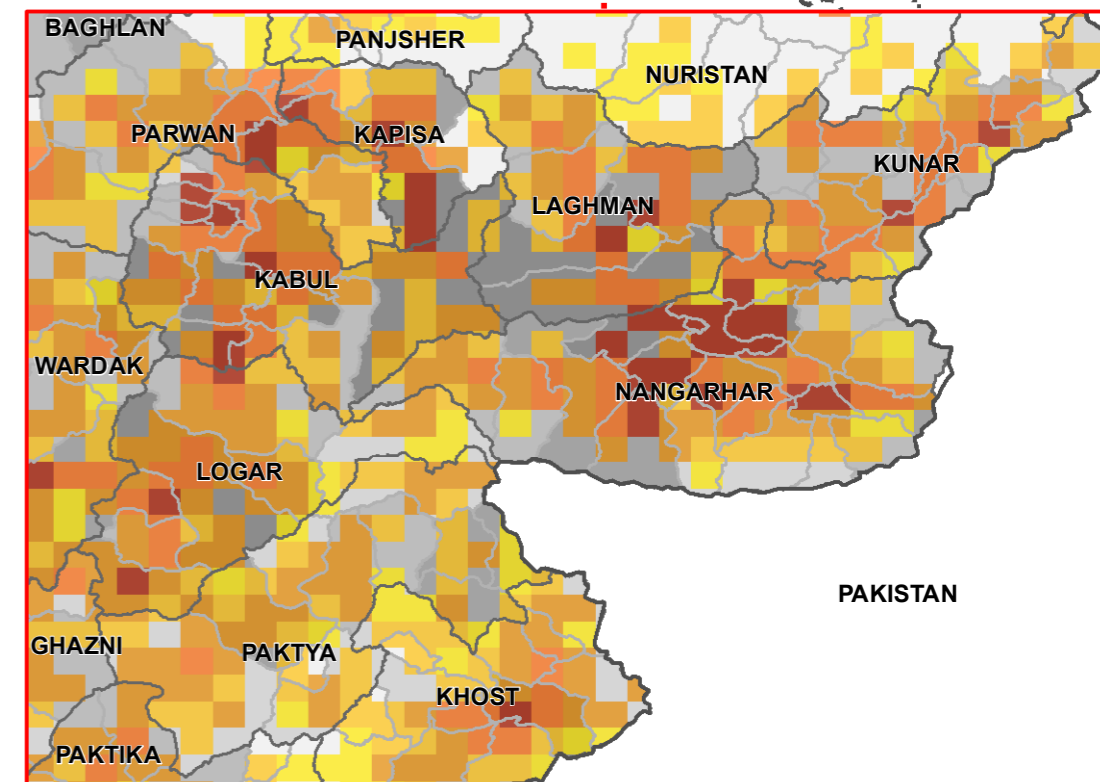 BAGHLAN
PANJSHER
NURISTAN
PARWAN
KAPISA
KUNAR
LAGHMAN
KABUL
WARDAK
NANGARHAR
LOGAR
PAKISTAN
GHAZNI
PAKTYA
KHOST
PAKTIKA